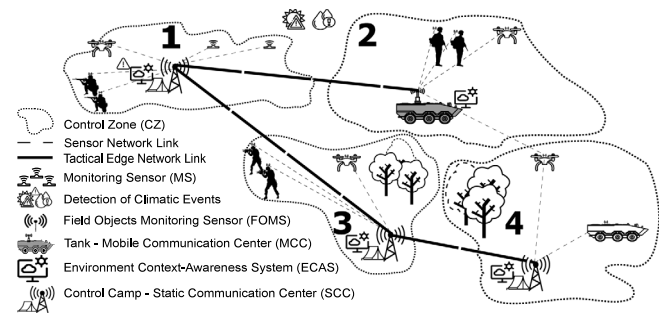 1
2
3
4
Control Zone (CZ)
Sensor Network Link
Tactical Edge Network Link
Monitoring Sensor (MS)
Detection of Climatic Events
Field Objects Monitoring Sensor (FOMS)
Tank - Mobile Communication Center (MCC)
Environment Context-Awareness System (ECAS)
Control Camp - Static Communication Center (SCC)